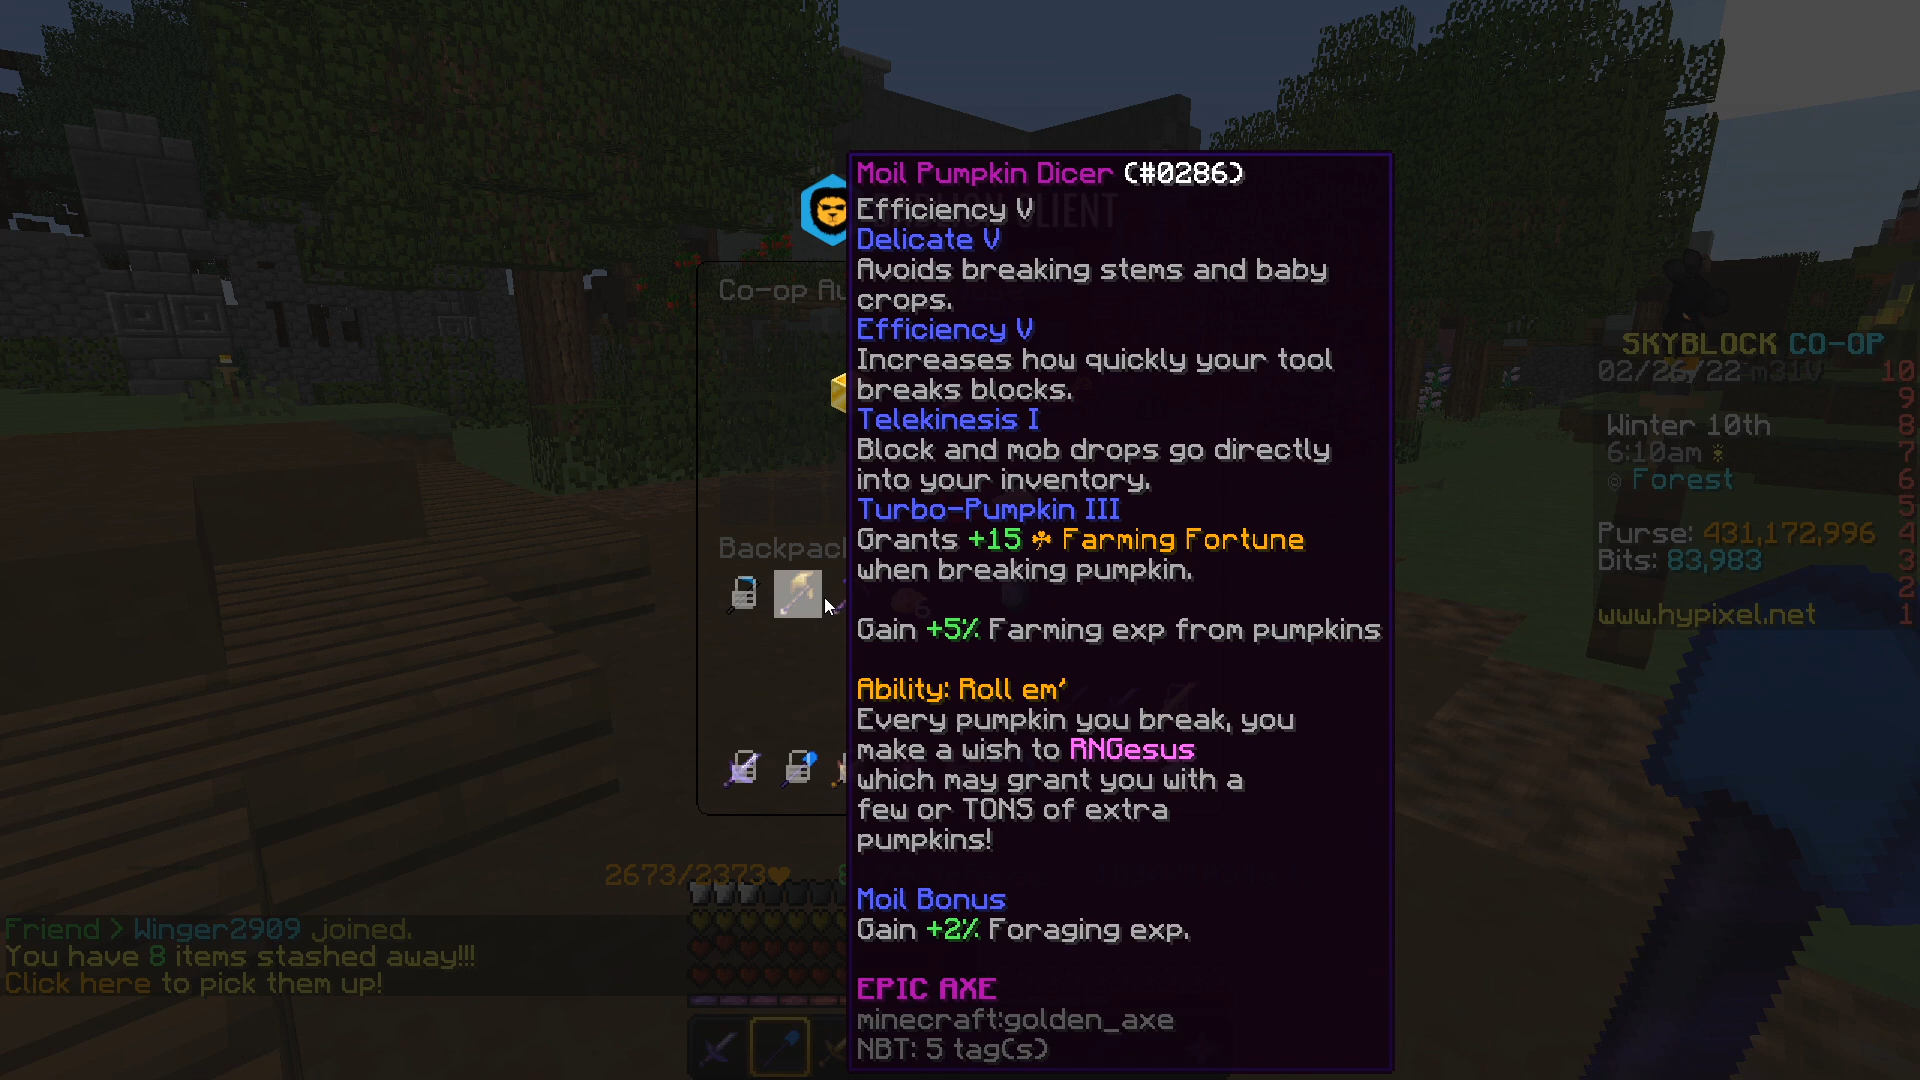 Moil Pumpkin Dicer (#0286)
Efficiency V
CLIENT
Delicate V
Avoids breaking stems and baby
crops.
Co-op Au
Efficiency V
Increases how quickly your tool
breaks blocks.
Telekinesis I
Block and mob drops go directly
into your inventory.
Turbo-Pumpkin III
Grants +15 Farming Fortune
when breaking pumpkin.
Backpac
Gain +5% Farming exp from pumpkins
Ability: Roll em'
Every pumpkin you break, you
make a wish to RNGesus
which may grant you with a
few or TONS of extra
pumpkins!
Moil Bonus
Gain +2% Foraging exp.
EPIC AXE
minecraft:golden_axe
NBT: 5 tag(s)
SKYBLOCK CO-OP
02/26/22 10
9
Winter 10th 8
6:10am 7
Forest 6
5
Purse: 431,172,996 4
Bits: 83,983 3
2
www.hypixel.net 1
2673/2373
Friend > Winger2909 joined.
You have 8 items stashed away!!!
Click here to pick them up!